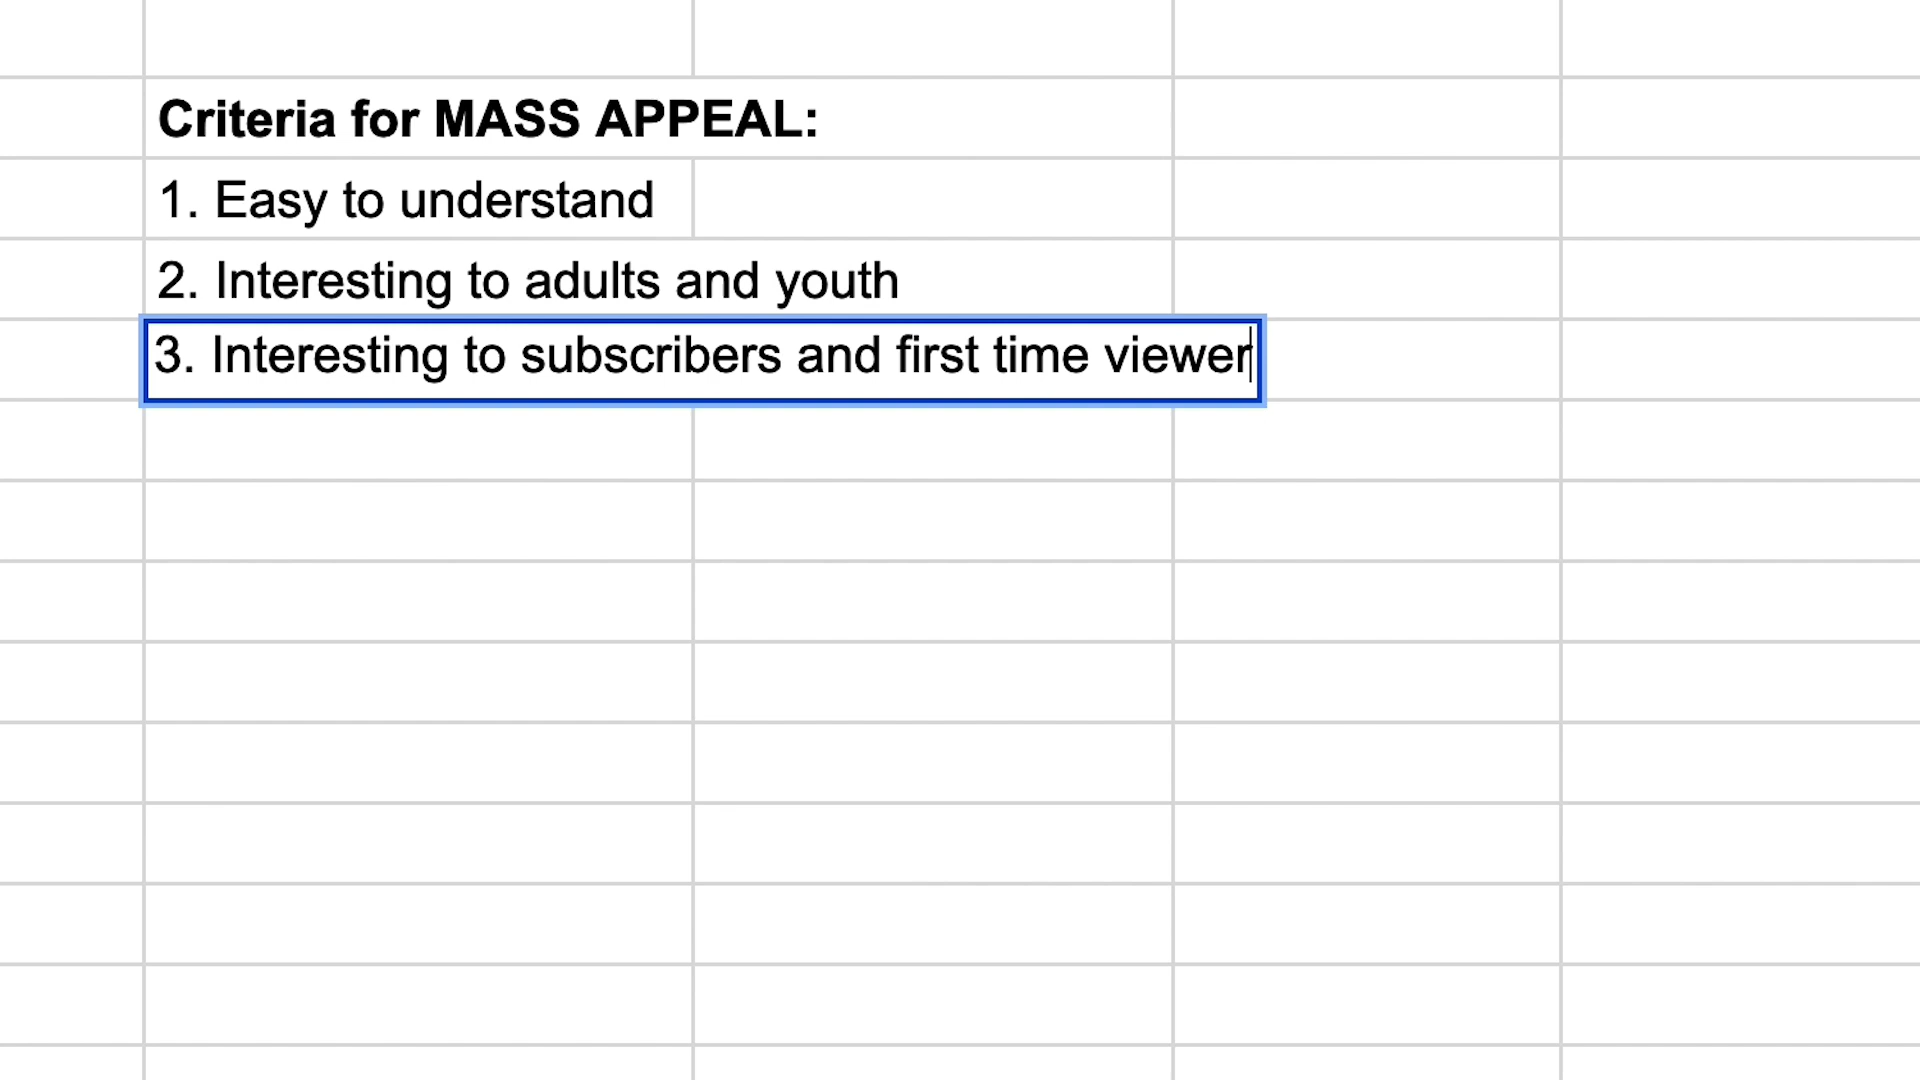 Criteria for MASS APPEAL:
1. Easy to understand
2. Interesting to adults and youth
3. Interesting to subscribers and first time viewer